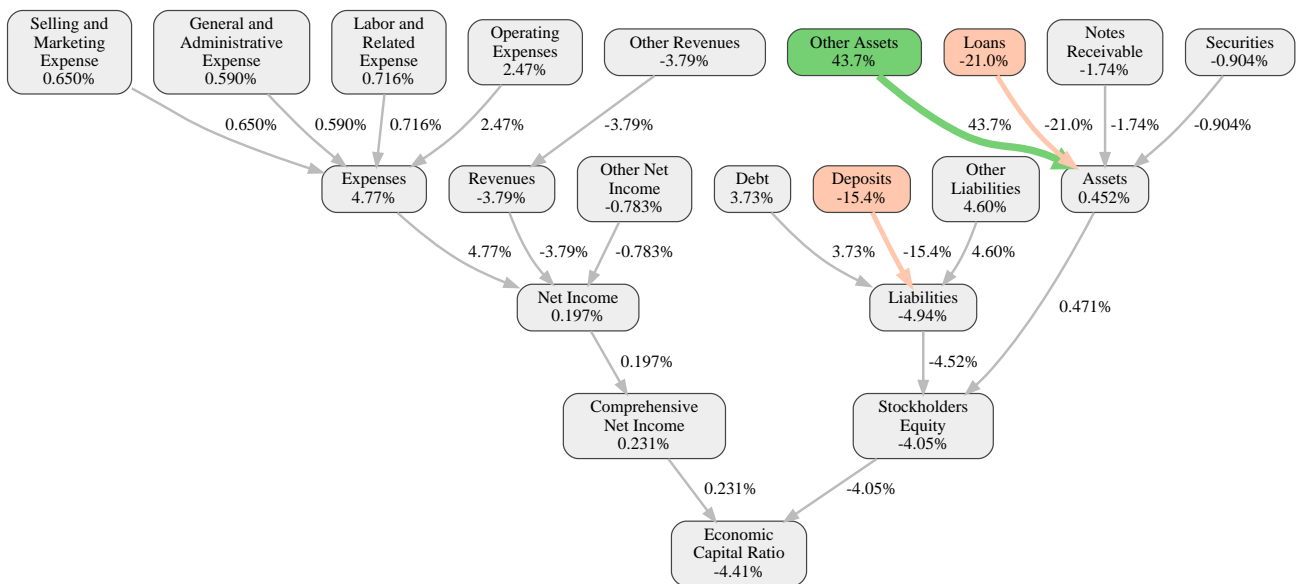 Selling and
Marketing
Expense
0.650%
General and
Administrative
Expense
0.590%
Labor and
Related
Expense
0.716%
Operating
Expenses
2.47%
Other Revenues
-3.79%
Other Assets
43.7%
Loans
-21.0%
Notes
Receivable
-1.74%
Securities
-0.904%
0.650%
0.590%
0.716%
2.47%
-3.79%
43.7%
-21.0%
-1.74%
-0.904%
Expenses
4.77%
Revenues
-3.79%
Other Net
Income
-0.783%
Debt
3.73%
Deposits
-15.4%
Other
Liabilities
4.60%
Assets
0.452%
4.77%
-3.79%
-0.783%
3.73%
-15.4%
4.60%
Net Income
0.197%
Liabilities
-4.94%
0.471%
0.197%
-4.52%
Comprehensive
Net Income
0.231%
Stockholders
Equity
-4.05%
0.231%
-4.05%
Economic
Capital Ratio
-4.41%